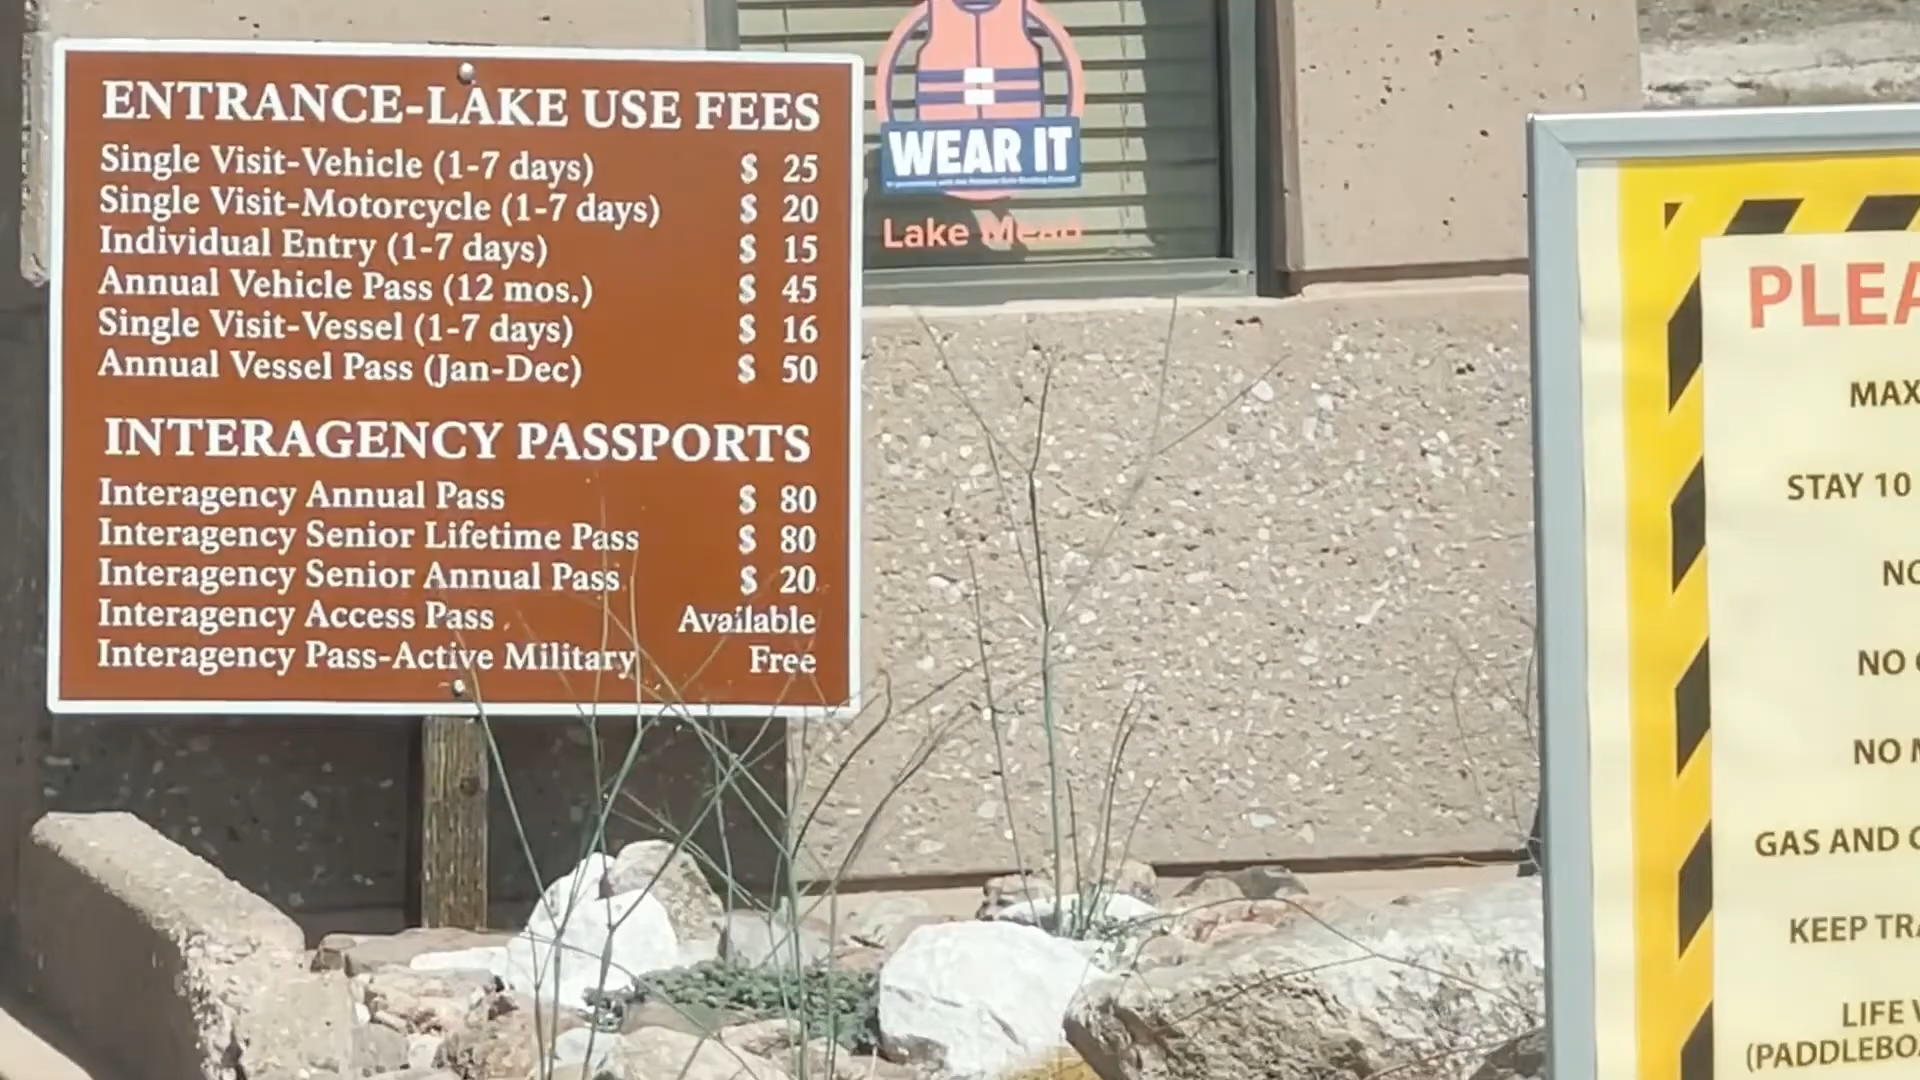 ENTRANCE-LAKE USE FEES
Single Visit-Vehicle (1-7 days) $ 25
Single Visit-Motorcycle (1-7 days) $ 20
Individual Entry (1-7 days) $ 15
Annual Vehicle Pass (12 mos.) $ 45
Single Visit-Vessel (1-7 days) $ 16
Annual Vessel Pass (Jan-Dec) $ 50
INTERAGENCY PASSPORTS
Interagency Annual Pass $ 80
Interagency Senior Lifetime Pass $ 80
Interagency Senior Annual Pass $ 20
Interagency Access Pass Available
Interagency Pass-Active Military Free
WEAR IT
Lake Mead
PLEA
MAX
STAY 10
NO
NO
GAS AND
KEEP TRA
LIFE
(PADDLEBOA